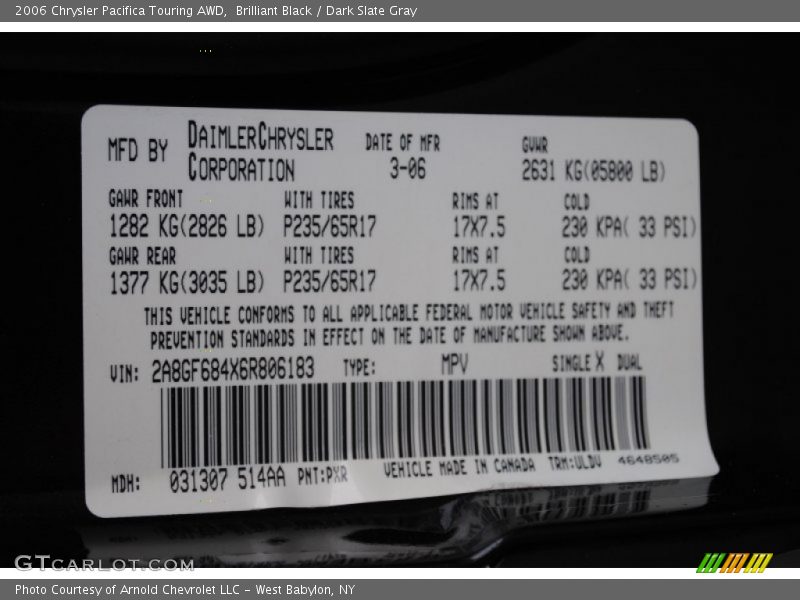 2006 Chrysler Pacifica Touring AWD,  Brilliant Black / Dark Slate Gray
MFD BY DAIMLERCHRYSLER CORPORATION DATE OF MFR 3-06 GVWR 2631 KG(05800 LB)
GAWR FRONT WITH TIRES RIMS AT COLD
1282 KG(2826 LB) P235/65R17 17X7.5 230 KPA( 33 PSI)
GAWR REAR WITH TIRES RIMS AT COLD
1377 KG(3035 LB) P235/65R17 17X7.5 230 KPA( 33 PSI)
THIS VEHICLE CONFORMS TO ALL APPLICABLE FEDERAL MOTOR VEHICLE SAFETY AND THEFT
PREVENTION STANDARDS IN EFFECT ON THE DATE OF MANUFACTURE SHOWN ABOVE.
VIN: 2A8GF684X6R806183 TYPE: MPV SINGLE X DUAL
MDH: 031307 514AA PNT:PXR VEHICLE MADE IN CANADA TRM:ULDV 4648505
GTCARLOT.COM
Photo Courtesy of Arnold Chevrolet LLC - West Babylon, NY